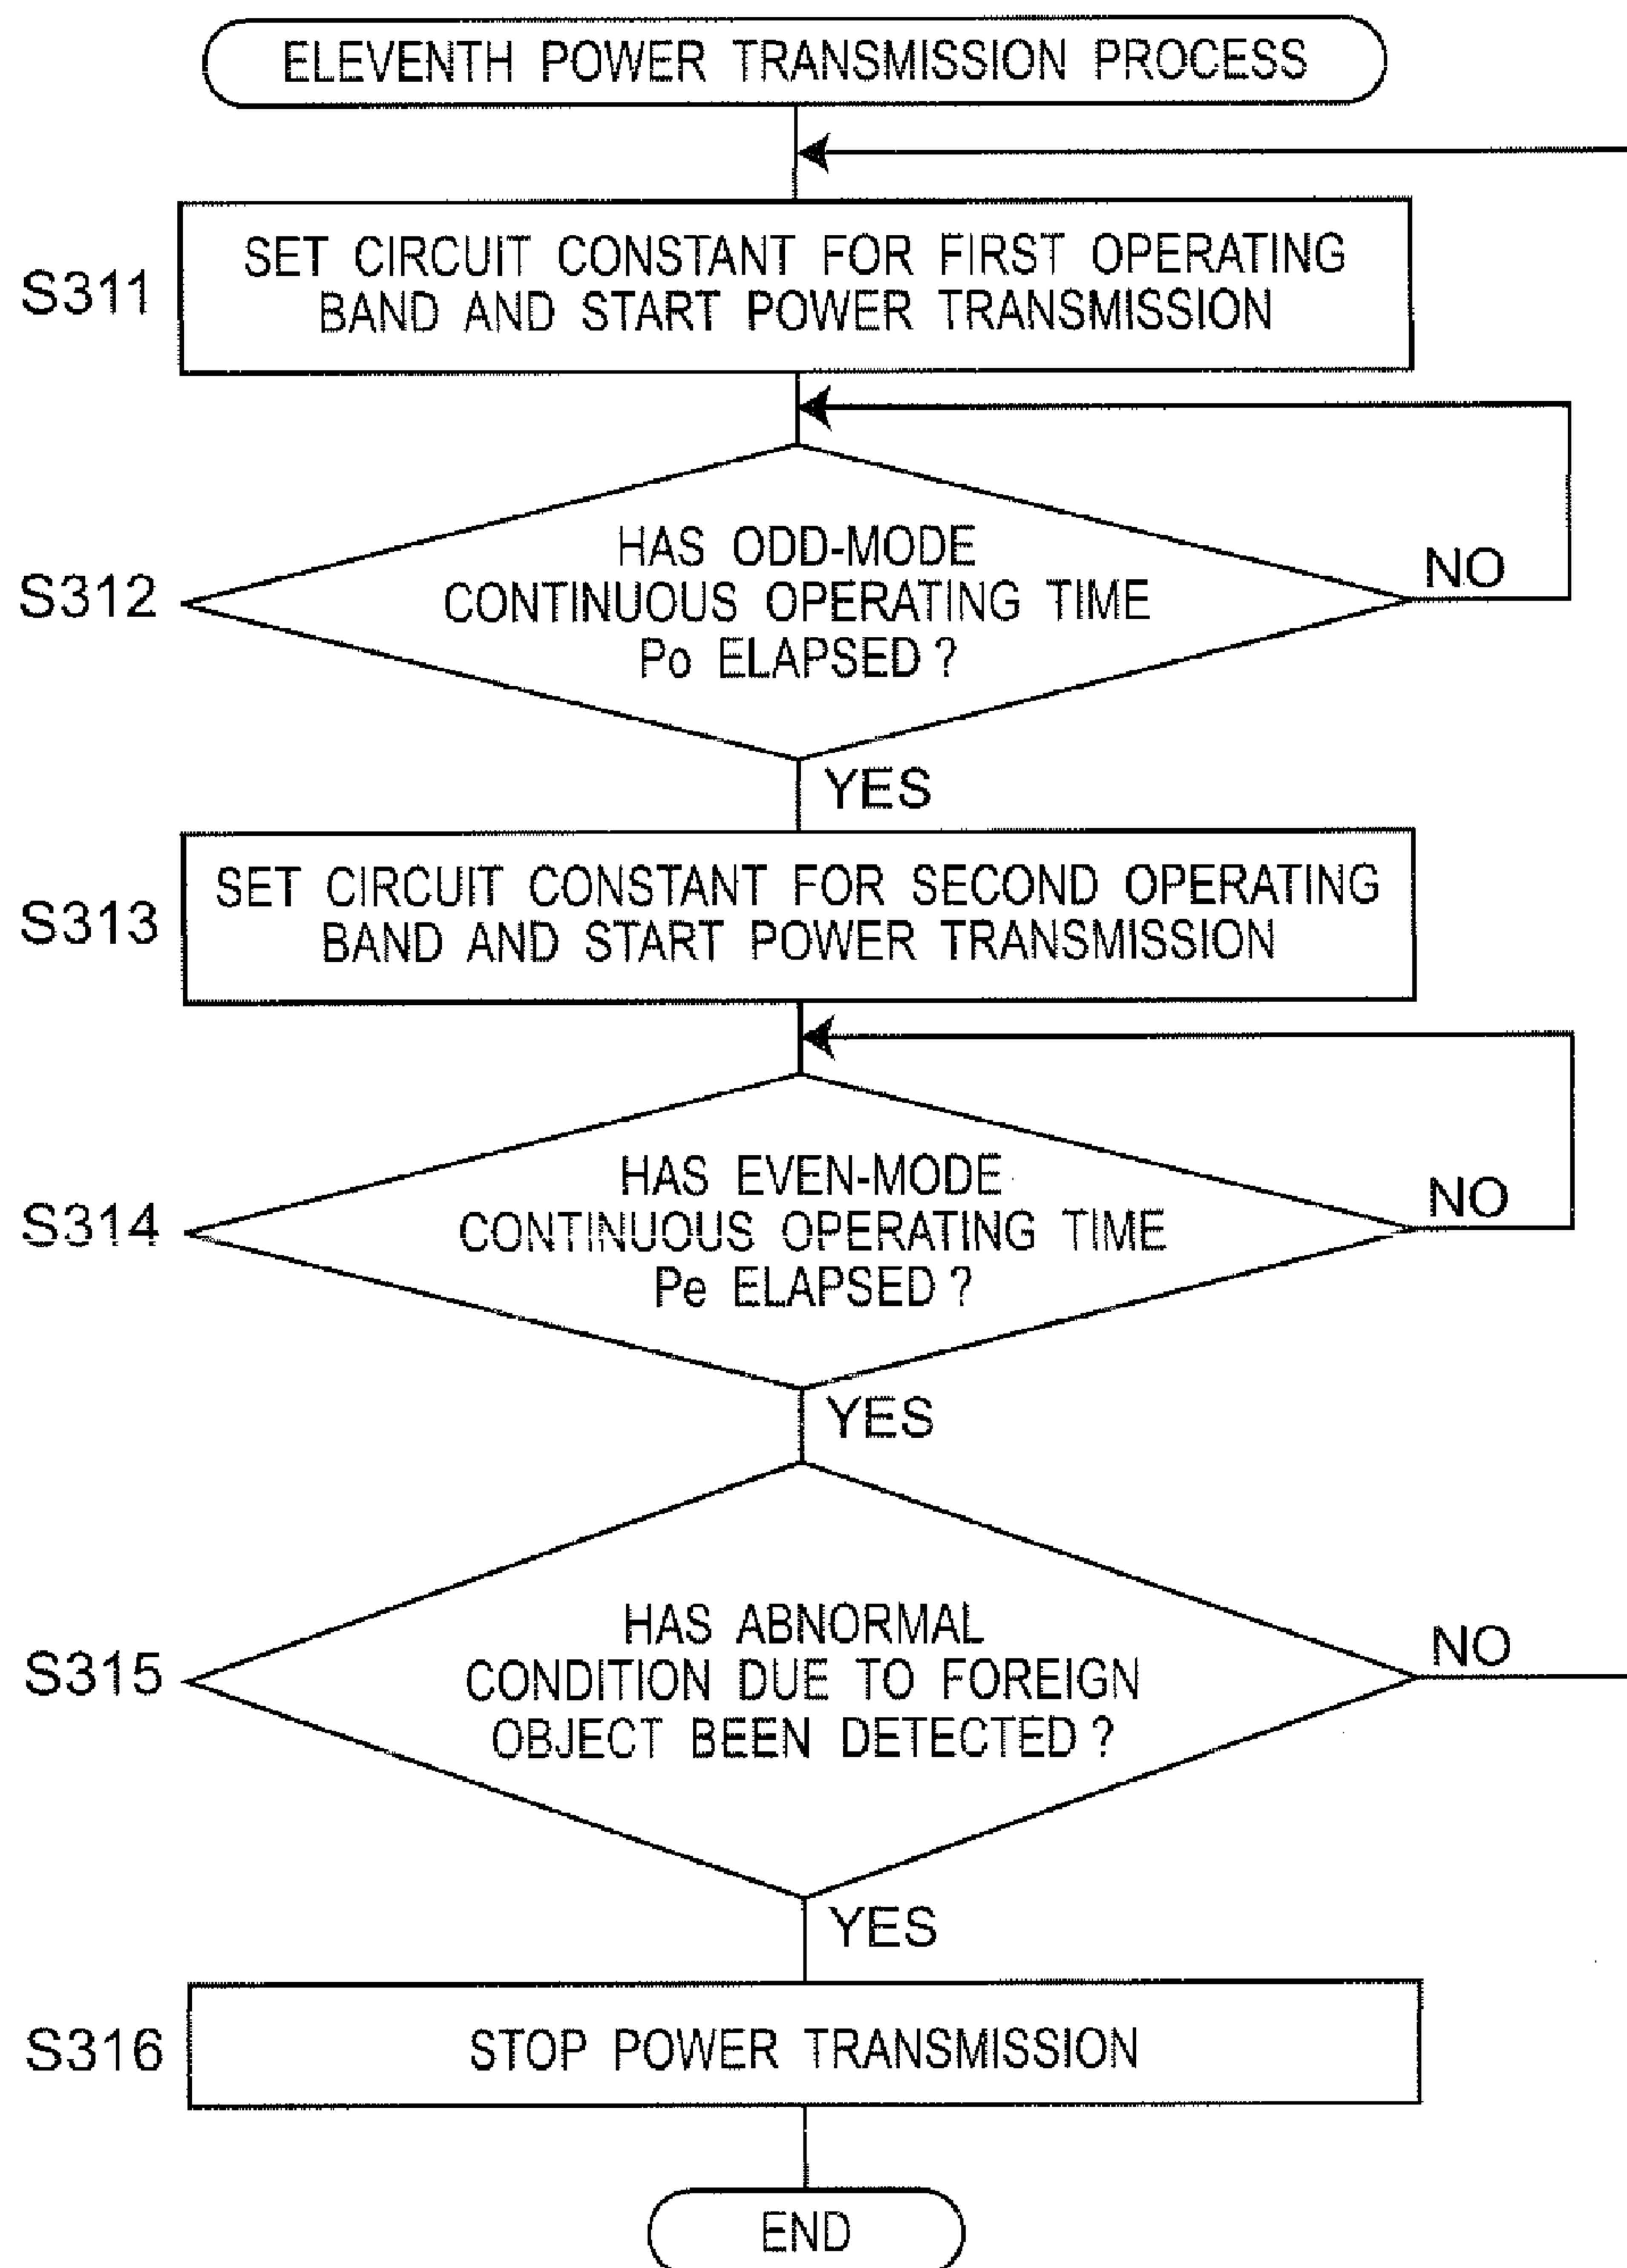 ELEVENTH POWER TRANSMISSION PROCESS
S311
SET CIRCUIT CONSTANT FOR FIRST OPERATING
BAND AND START POWER TRANSMISSION
S312
HAS ODD-MODE
CONTINUOUS OPERATING TIME
Po ELAPSED ?
NO
YES
S313
SET CIRCUIT CONSTANT FOR SECOND OPERATING
BAND AND START POWER TRANSMISSION
S314
HAS EVEN-MODE
CONTINUOUS OPERATING TIME
Pe ELAPSED ?
NO
YES
S315
HAS ABNORMAL
CONDITION DUE TO FOREIGN
OBJECT BEEN DETECTED ?
NO
YES
S316
STOP POWER TRANSMISSION
END